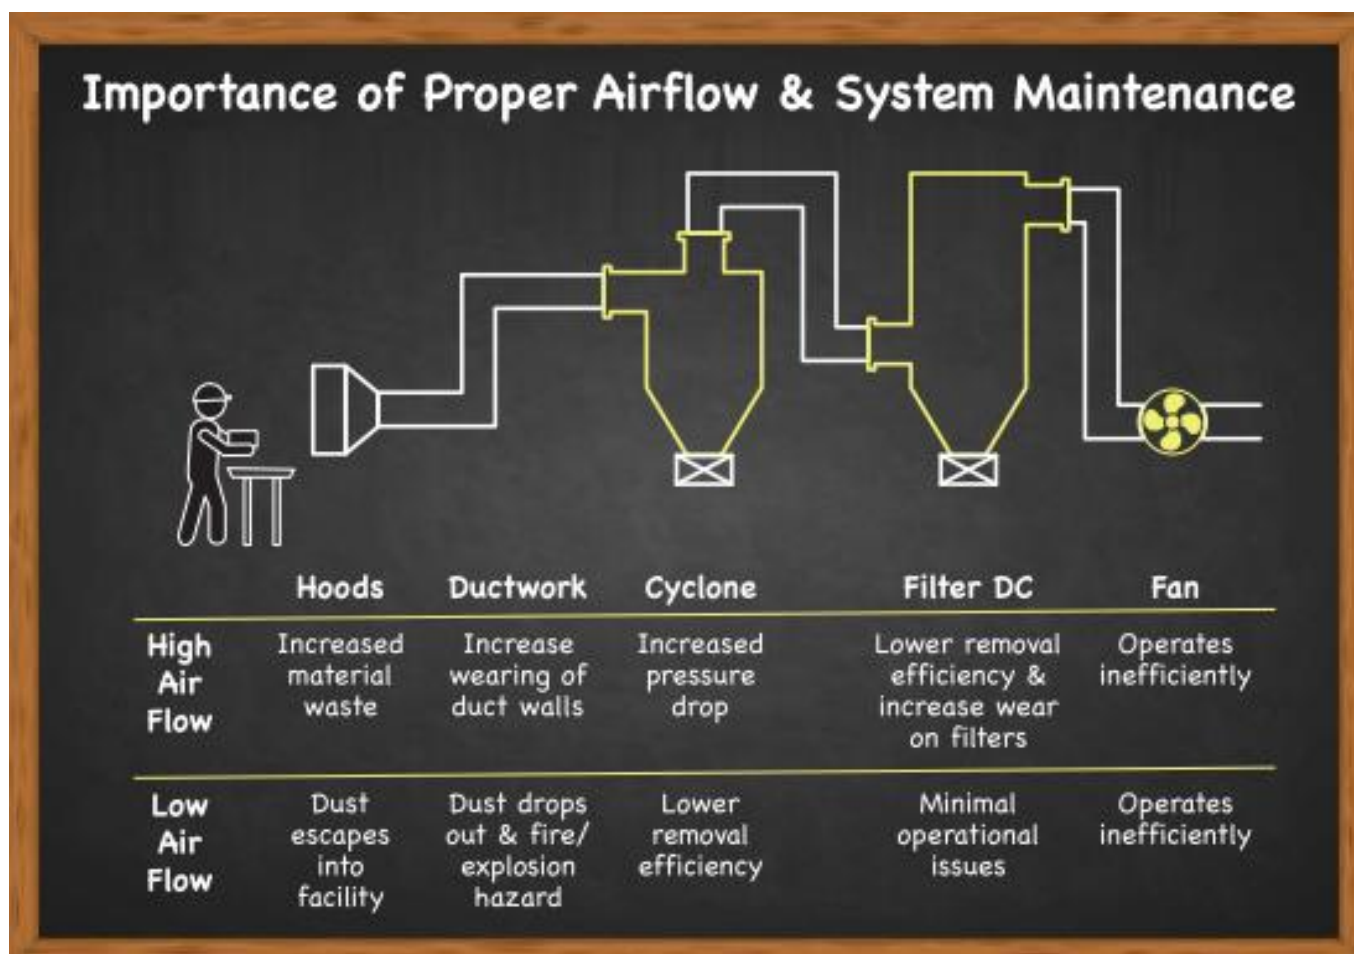 Importance of Proper Airflow & System Maintenance
Hoods Ductwork Cyclone Filter DC Fan
High
Air
Flow
Increased
material
waste
Increase
wearing of
duct walls
Increased
pressure
drop
Lower removal
efficiency &
increase wear
on filters
Operates
inefficiently
Low
Air
Flow
Dust
escapes
into
facility
Dust drops
out & fire/
explosion
hazard
Lower
removal
efficiency
Minimal
operational
issues
Operates
inefficiently